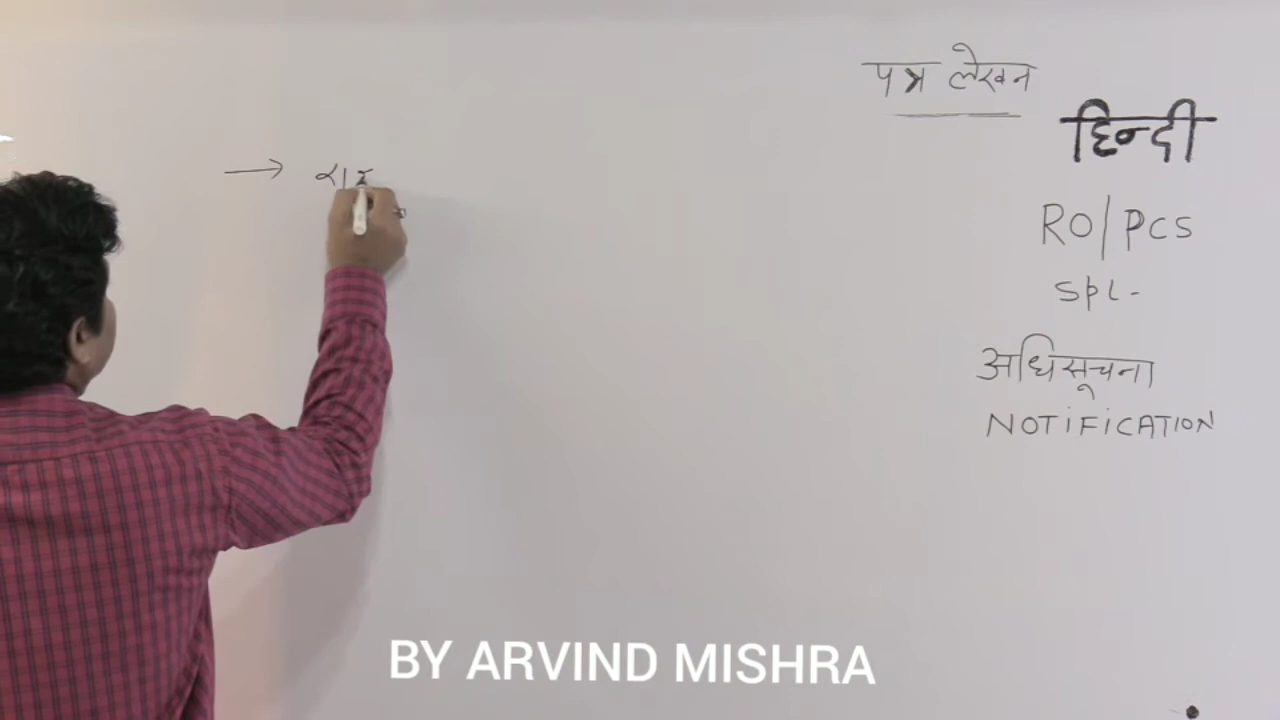 पत्र लेखन
हिन्दी
RO/PCS
SPL-
अधिसूचना
NOTIFICATION
→
BY ARVIND MISHRA